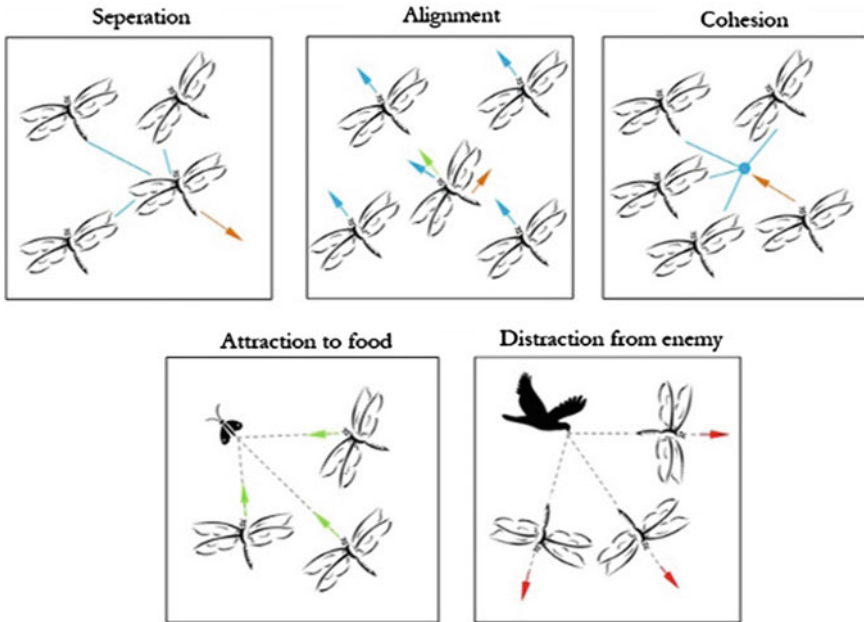 Seperation
Alignment
Cohesion
Attraction to food
Distraction from enemy